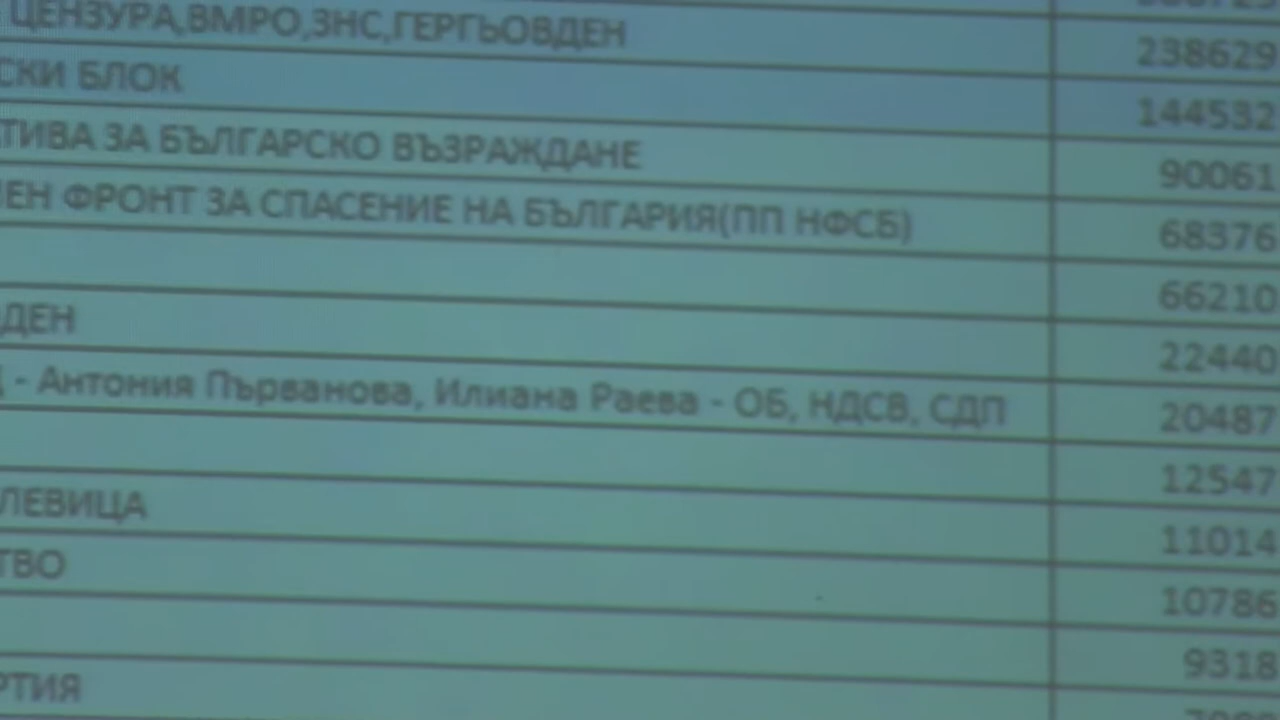 ЦЕНЗУРА,ВМРО,ЗНС,ГЕРГЬОВДЕН 238629
СКИ БЛОК 144532
ТИВА ЗА БЪЛГАРСКО ВЪЗРАЖДАНЕ 90061
ЕН ФРОНТ ЗА СПАСЕНИЕ НА БЪЛГАРИЯ(ПП НФСБ) 68376
66210
ДЕН 22440
- Антония Първанова, Илиана Раева - ОБ, НДСВ, СДП 20487
12547
ЛЕВИЦА 11014
ТВО 10786
9318
РТИЯ